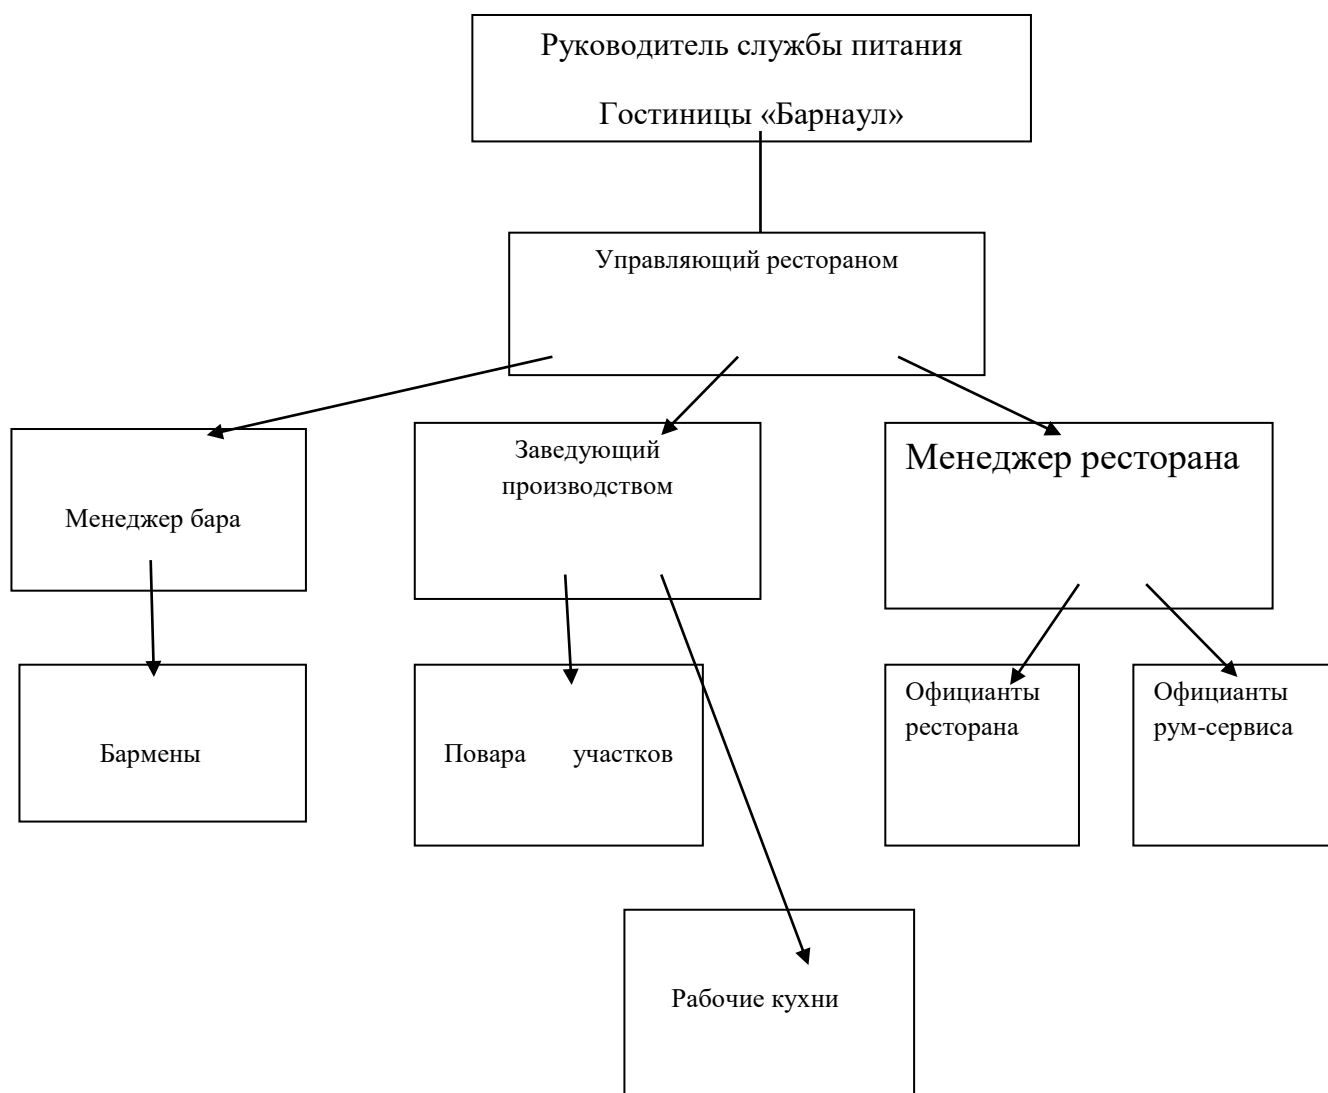 Руководитель службы питания
Гостиницы «Барнаул»
Управляющий рестораном
Менеджер бара
Заведующий
производством
Менеджер ресторана
Бармены
Повара участков
Официанты
ресторана
Официанты
рум-сервиса
Рабочие кухни